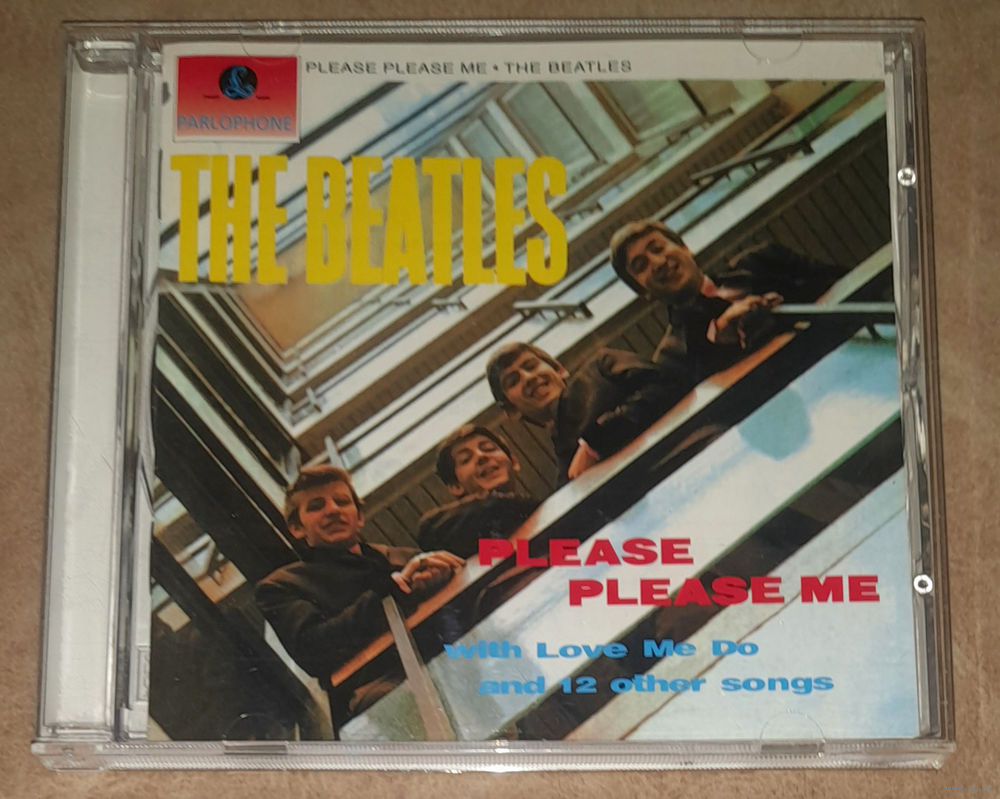 PARLOPHONE
PLEASE PLEASE ME • THE BEATLES
THE BEATLES
PLEASE
PLEASE ME
with Love Me Do
and 12 other songs